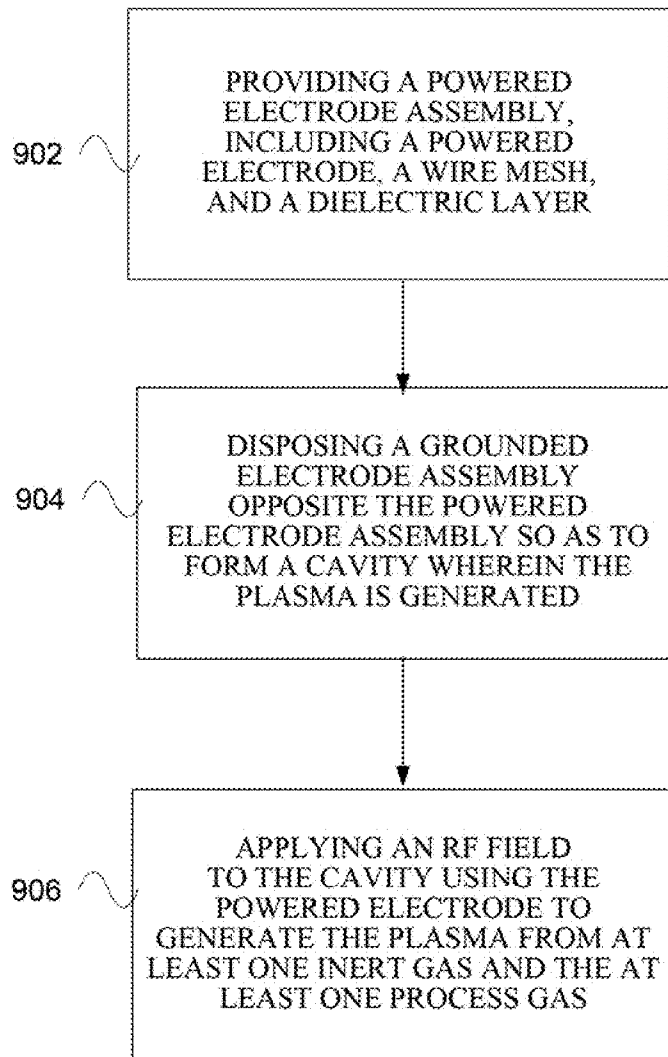 PROVIDING A POWERED
ELECTRODE ASSEMBLY,
INCLUDING A POWERED
ELECTRODE, A WIRE MESH,
AND A DIELECTRIC LAYER
902
DISPOSING A GROUNDED
ELECTRODE ASSEMBLY
OPPOSITE THE POWERED
ELECTRODE ASSEMBLY SO AS TO
FORM A CAVITY WHEREIN THE
PLASMA IS GENERATED
904
APPLYING AN RF FIELD
TO THE CAVITY USING THE
POWERED ELECTRODE TO
GENERATE THE PLASMA FROM AT
LEAST ONE INERT GAS AND THE AT
LEAST ONE PROCESS GAS
906